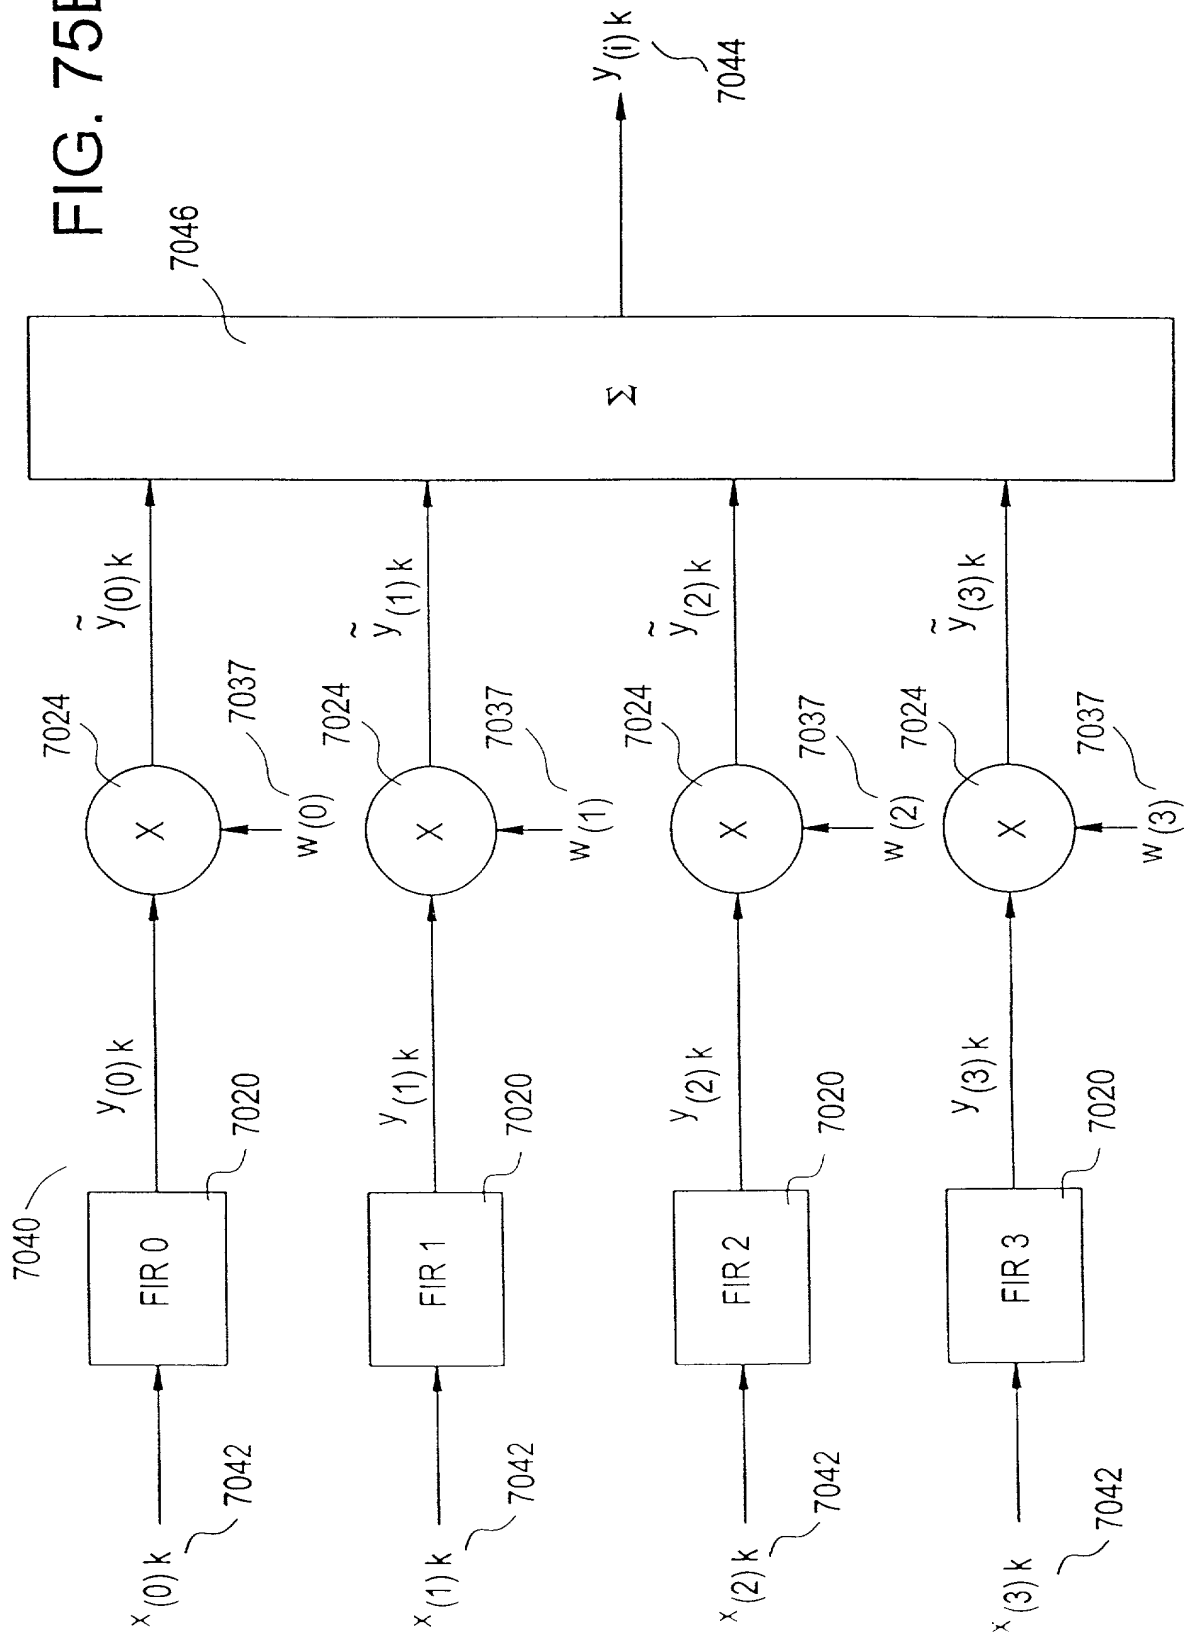 FIG. 75B
7040
x(0)k
7042
FIR 0
7020
y(0)k
7024
X
w(0)
7037
ỹ(0)k
x(1)k
7042
FIR 1
7020
y(1)k
7024
X
w(1)
7037
ỹ(1)k
x(2)k
7042
FIR 2
7020
y(2)k
7024
X
w(2)
7037
ỹ(2)k
x(3)k
7042
FIR 3
7020
y(3)k
7024
X
w(3)
7037
ỹ(3)k
Σ
7046
y(i)k
7044